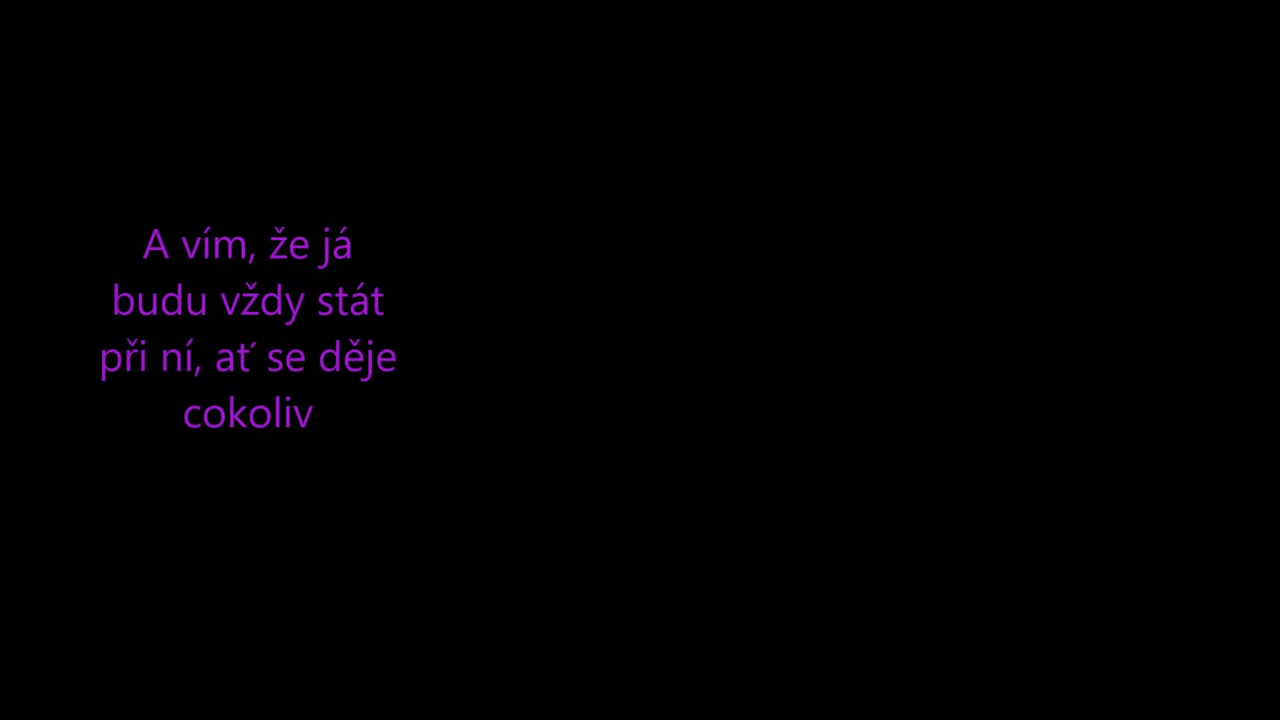 A vím, že já
budu vždy stát
při ní, ať se děje
cokoliv